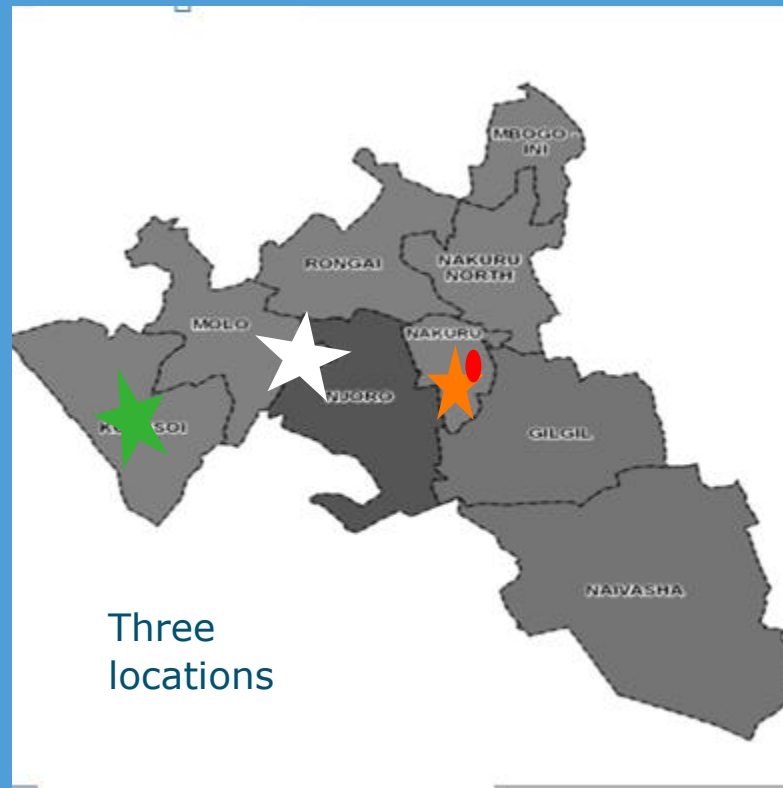 MBOGO-
INI
RONGAI
NAKURU
NORTH
MOLO
NAKURU
NJORO
GILGIL
NAIVASHA
Three
locations